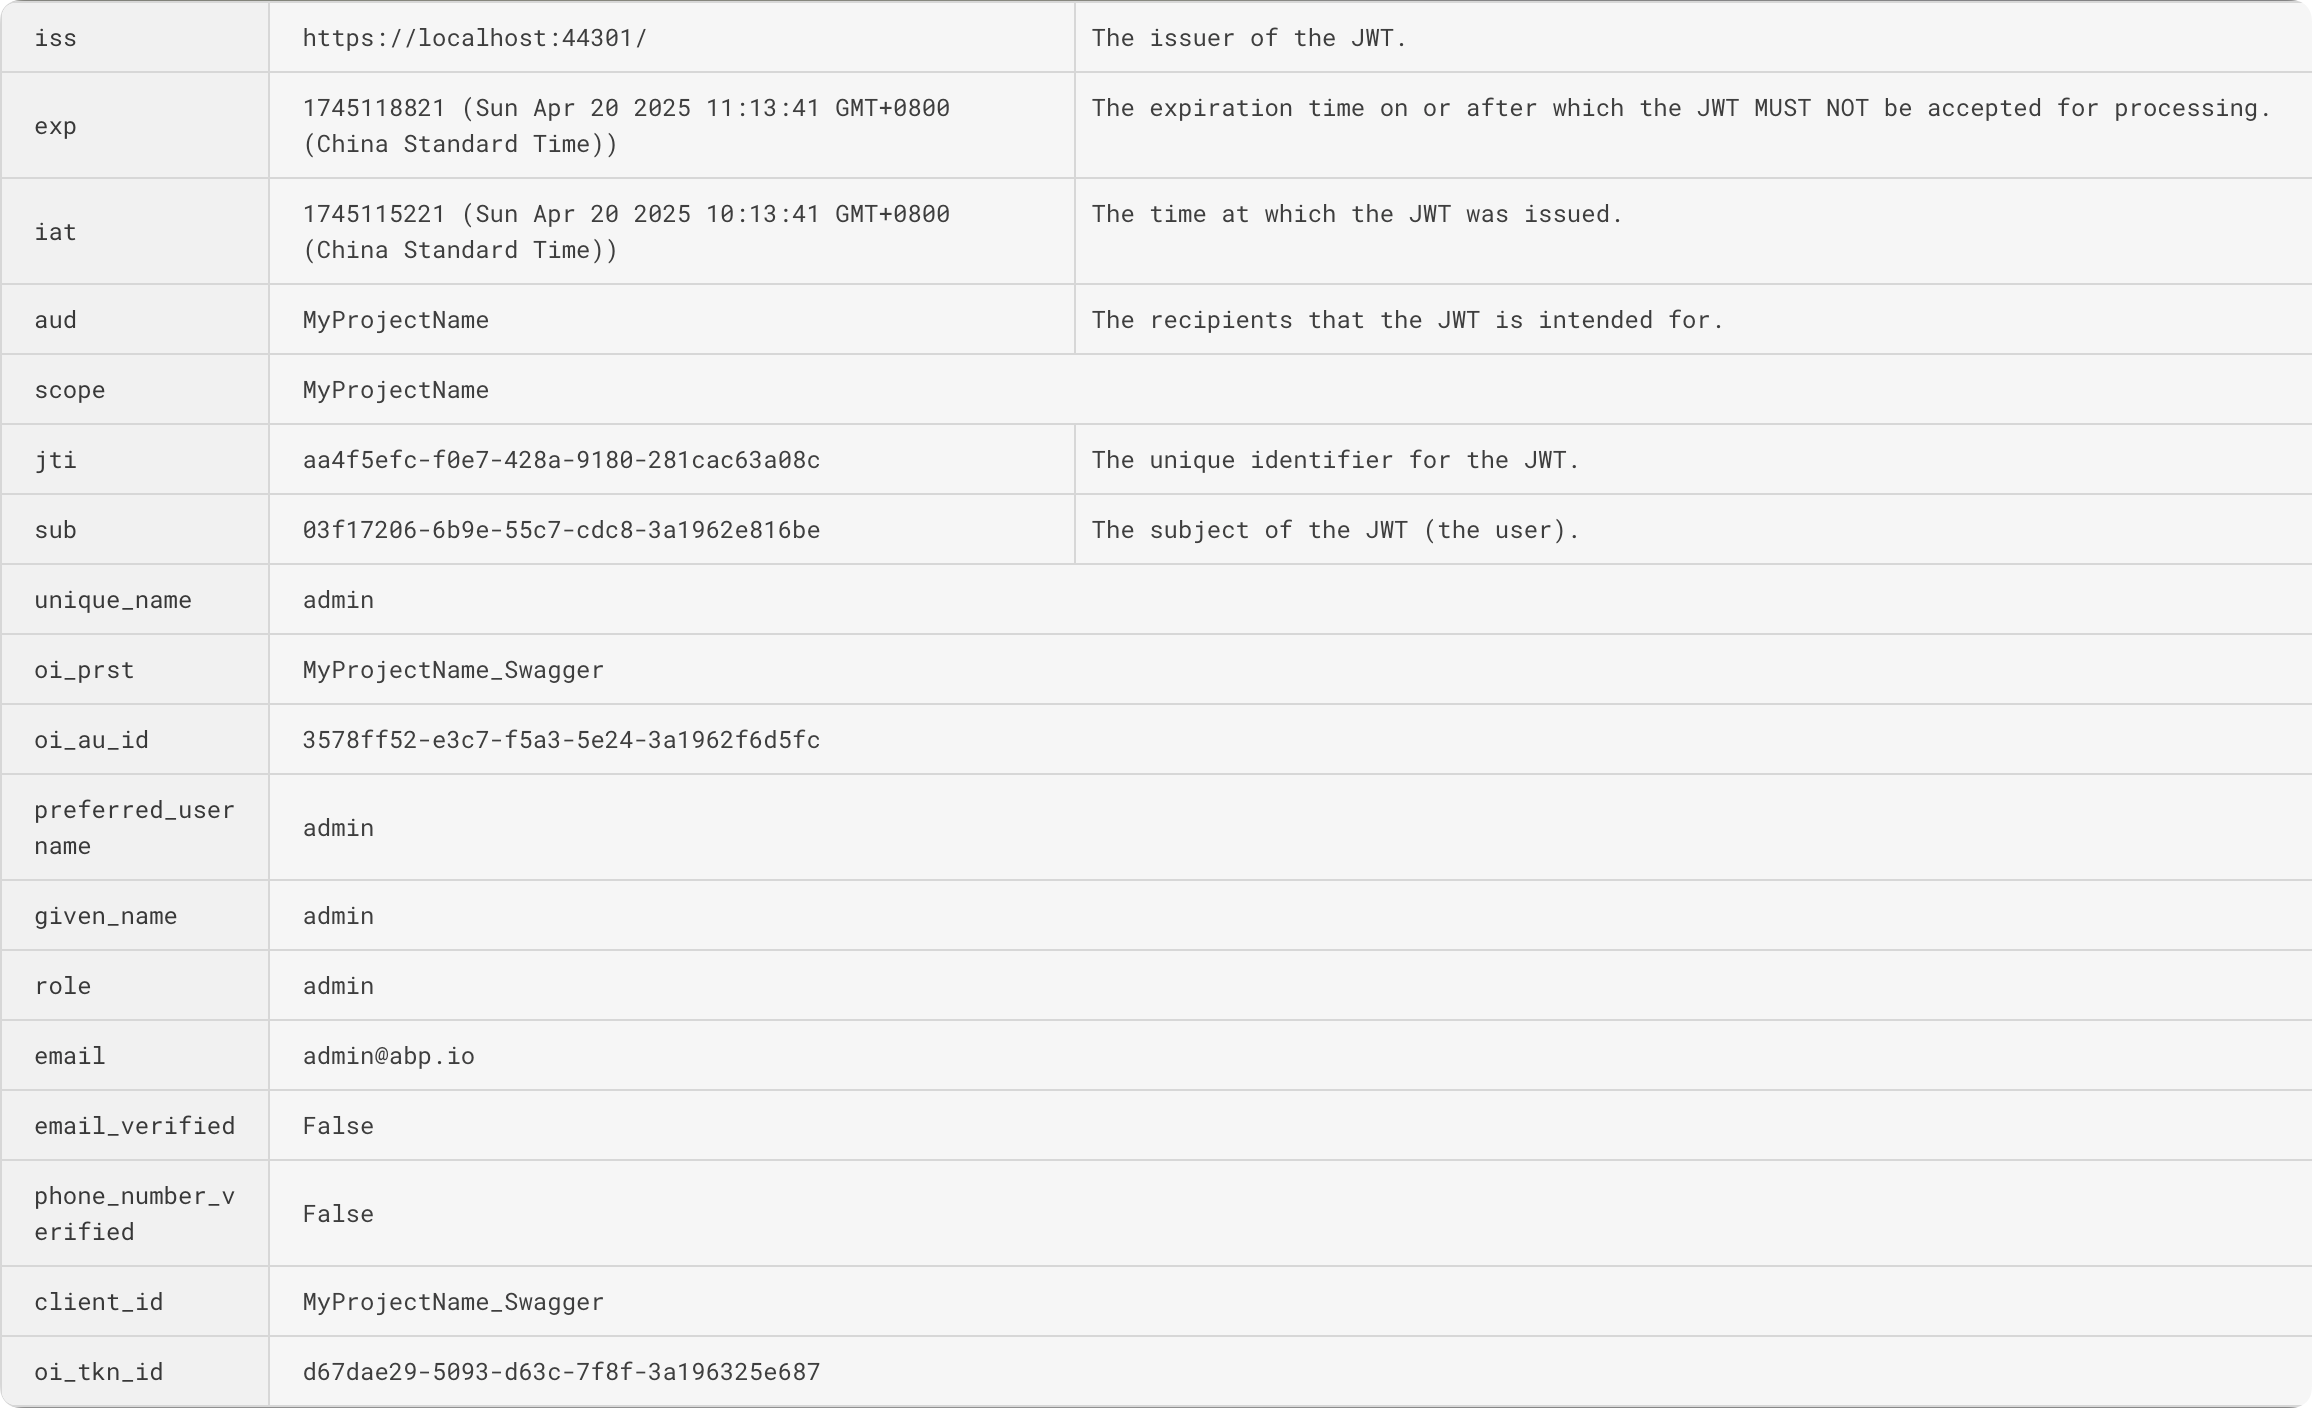 iss
https://localhost:44301/
The issuer of the JWT.
exp
1745118821 (Sun Apr 20 2025 11:13:41 GMT+0800
(China Standard Time))
The expiration time on or after which the JWT MUST NOT be accepted for processing.
iat
1745115221 (Sun Apr 20 2025 10:13:41 GMT+0800
(China Standard Time))
The time at which the JWT was issued.
aud
MyProjectName
The recipients that the JWT is intended for.
scope
MyProjectName
jti
aa4f5efc-f0e7-428a-9180-281cac63a08c
The unique identifier for the JWT.
sub
03f17206-6b9e-55c7-cdc8-3a1962e816be
The subject of the JWT (the user).
unique_name
admin
oi_prst
MyProjectName_Swagger
oi_au_id
3578ff52-e3c7-f5a3-5e24-3a1962f6d5fc
preferred_user
name
admin
given_name
admin
role
admin
email
admin@abp.io
email_verified
False
phone_number_v
erified
False
client_id
MyProjectName_Swagger
oi_tkn_id
d67dae29-5093-d63c-7f8f-3a196325e687